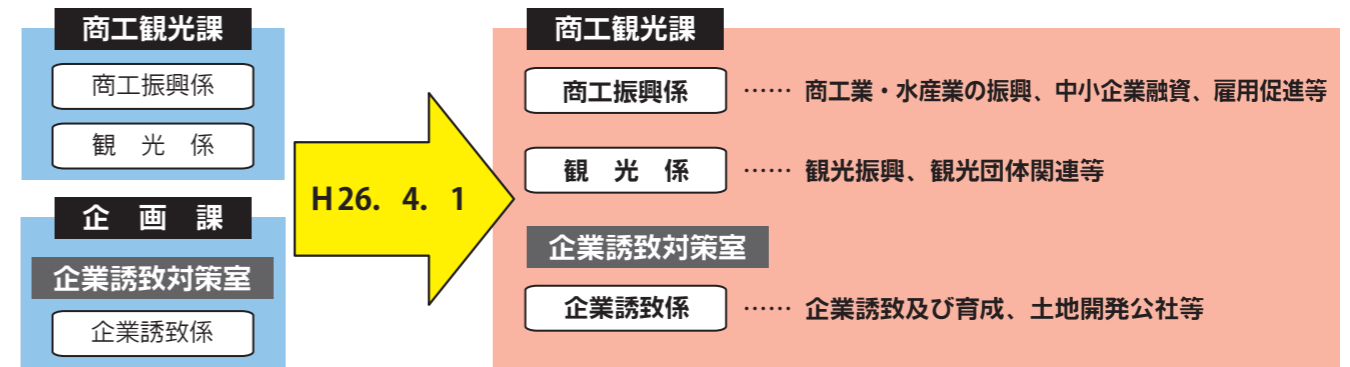 商工観光課
商工振興係
観　光　係
企　画　課
企業誘致対策室
企業誘致係
H26. 4. 1
商工観光課
商工振興係 …… 商工業・水産業の振興、中小企業融資、雇用促進等
観　光　係 …… 観光振興、観光団体関連等
企業誘致対策室
企業誘致係 …… 企業誘致及び育成、土地開発公社等